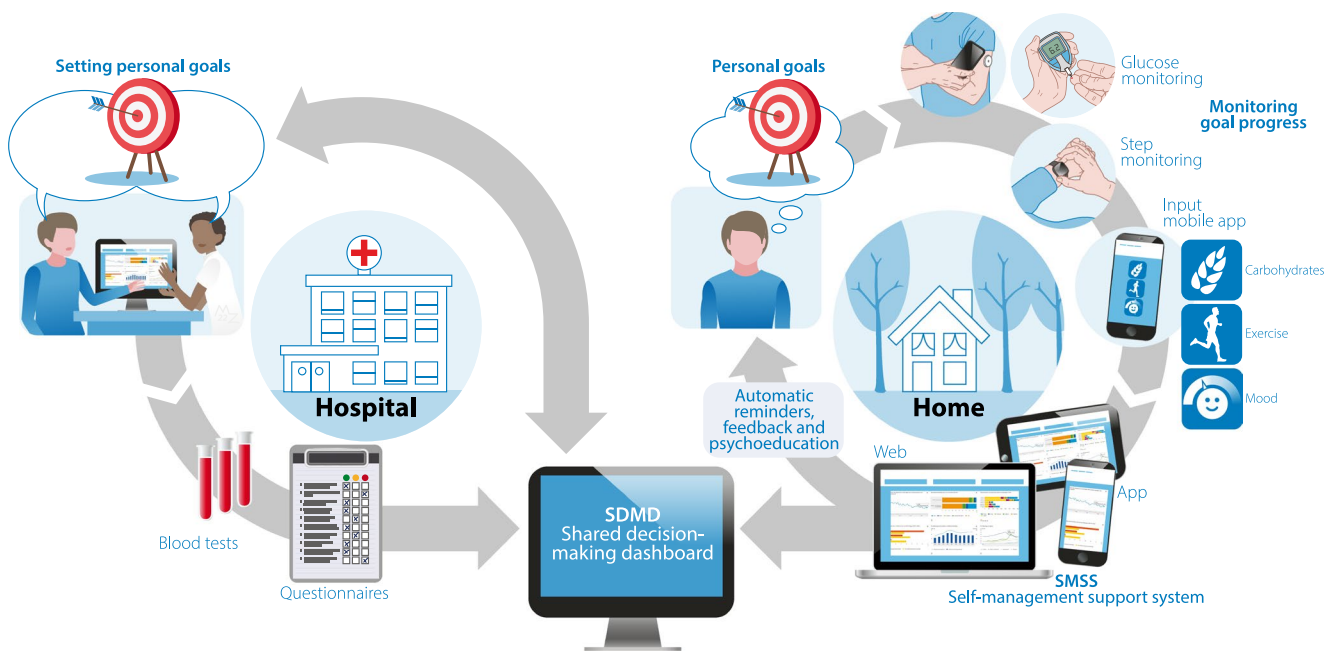 Setting personal goals
Hospital
Blood tests
Questionnaires
SDMD
Shared decision-
making dashboard
Personal goals
6.2
Glucose
monitoring
Monitoring
goal progress
Step
monitoring
Input
mobile app
Carbohydrates
Exercise
Mood
Home
Automatic
reminders,
feedback and
psychoeducation
Web
App
SMSS
Self-management support system